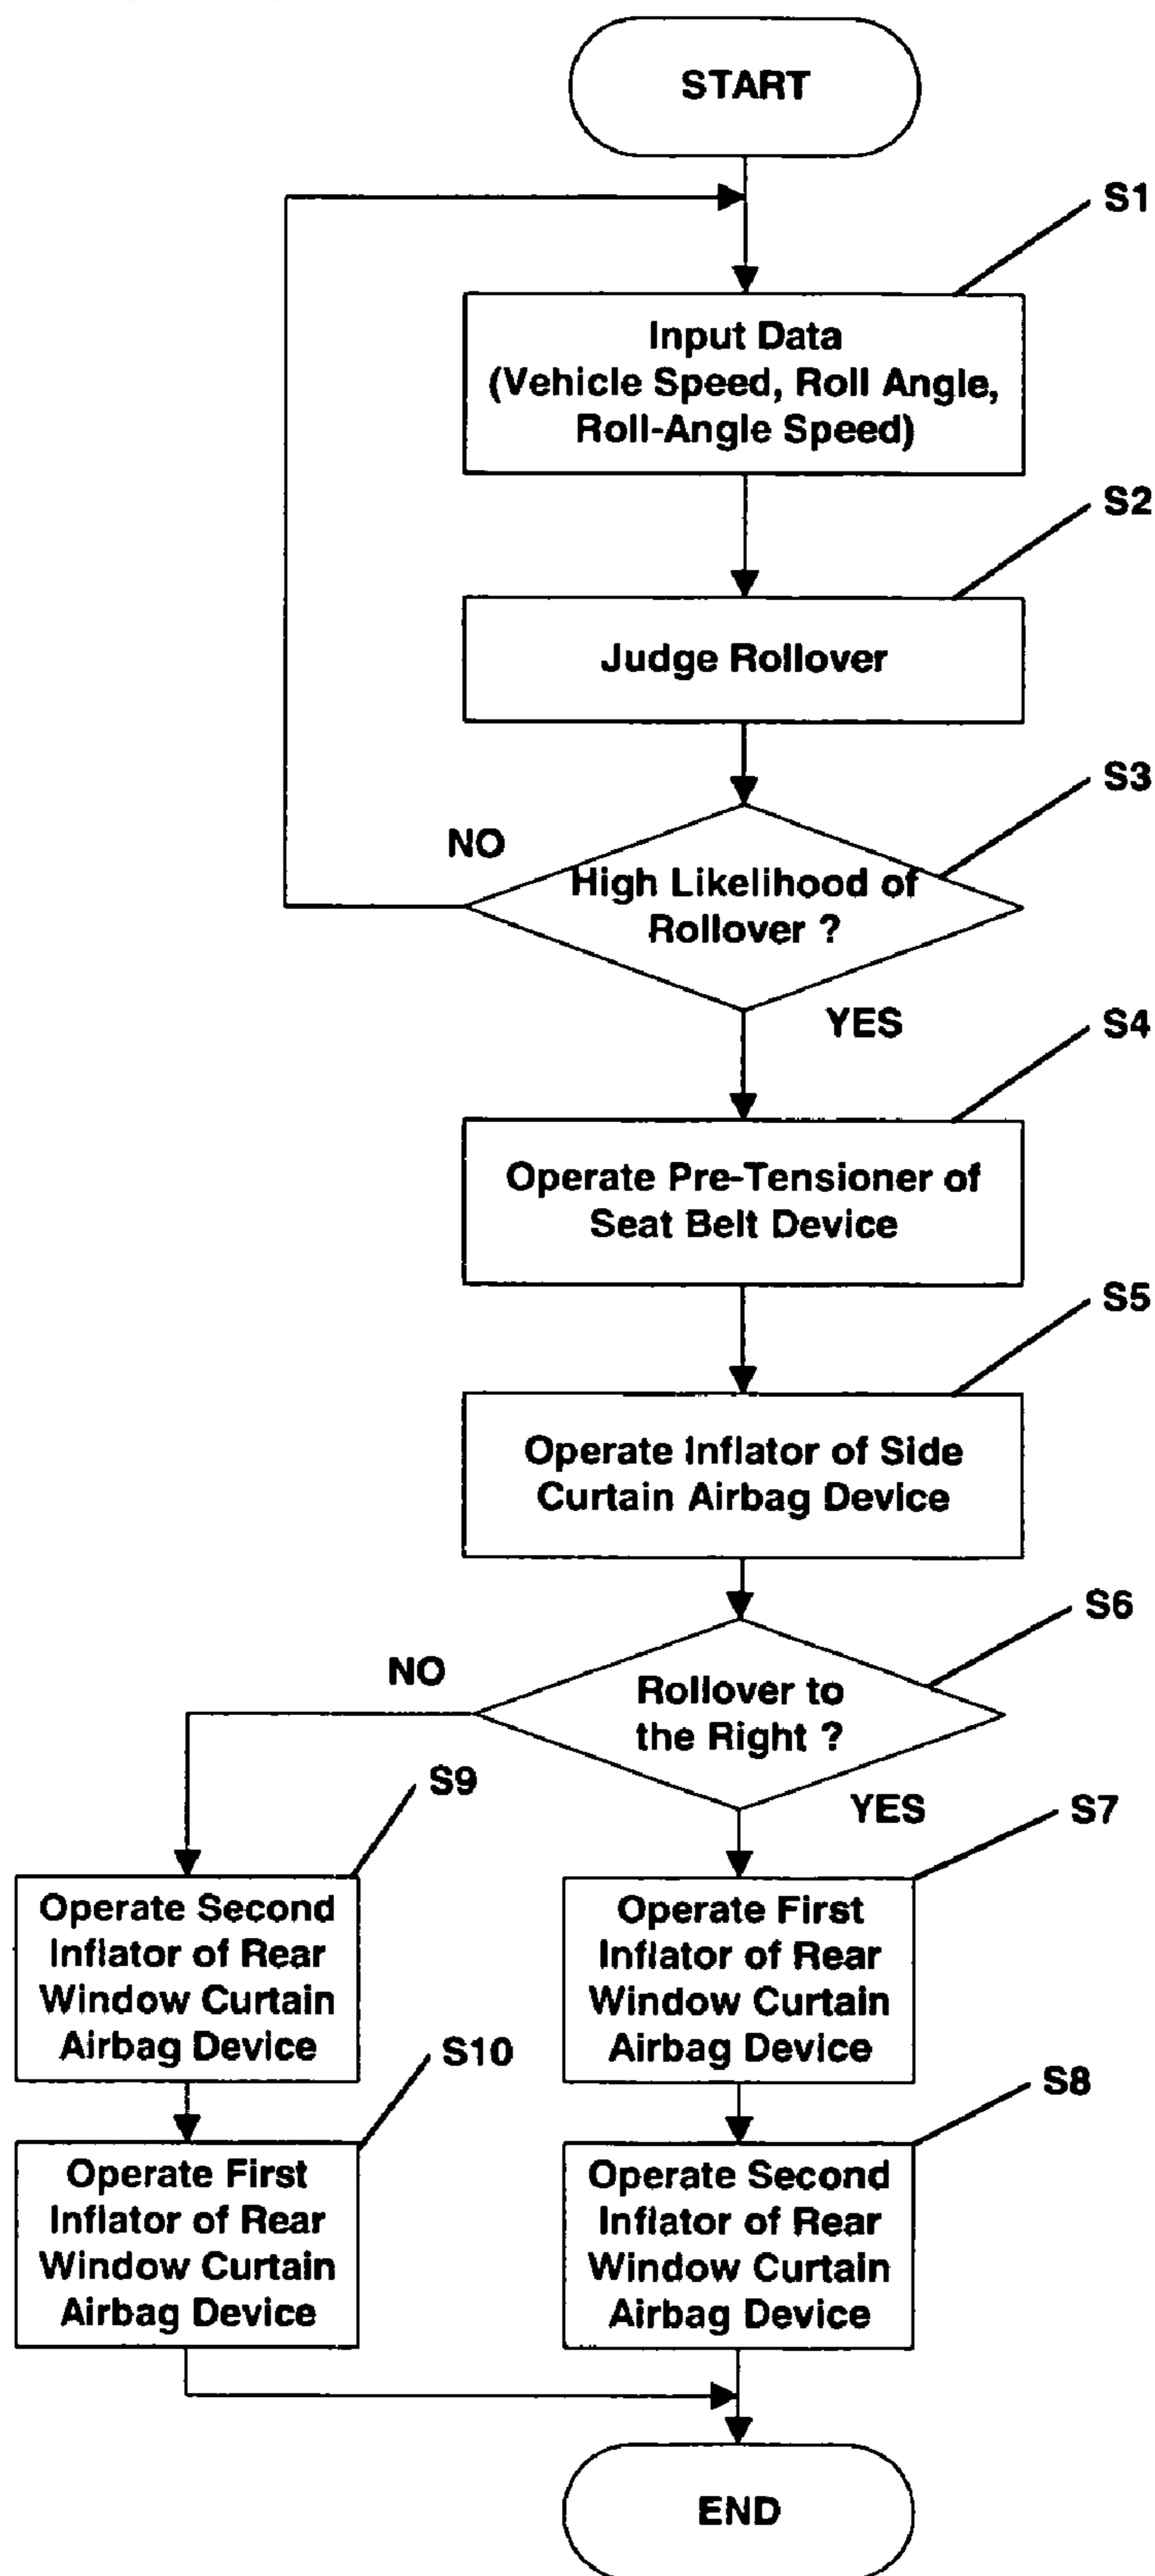 START
S1
Input Data
(Vehicle Speed, Roll Angle,
Roll-Angle Speed)
S2
Judge Rollover
S3
NO
High Likelihood of
Rollover ?
YES
S4
Operate Pre-Tensioner of
Seat Belt Device
S5
Operate Inflator of Side
Curtain Airbag Device
S6
NO
Rollover to
the Right ?
YES
S9
S7
Operate Second
Inflator of Rear
Window Curtain
Airbag Device
Operate First
Inflator of Rear
Window Curtain
Airbag Device
S10
S8
Operate First
Inflator of Rear
Window Curtain
Airbag Device
Operate Second
Inflator of Rear
Window Curtain
Airbag Device
END